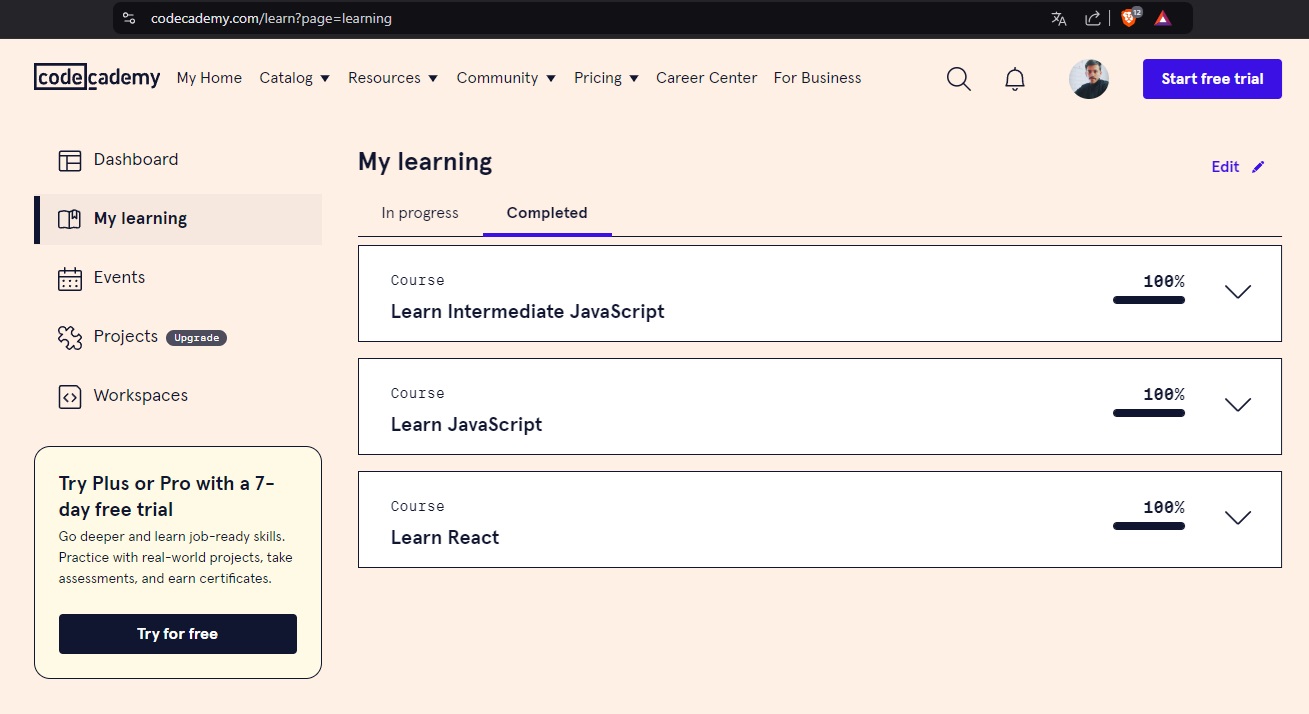 codecademy.com/learn?page=learning
12
codecademy My Home Catalog Resources Community Pricing Career Center For Business Start free trial
Dashboard
My learning
Events
Projects Upgrade
Workspaces
Try Plus or Pro with a 7-
day free trial
Go deeper and learn job-ready skills.
Practice with real-world projects, take
assessments, and earn certificates.
Try for free
My learning
Edit
In progress Completed
Course
Learn Intermediate JavaScript
100%
Course
Learn JavaScript
100%
Course
Learn React
100%